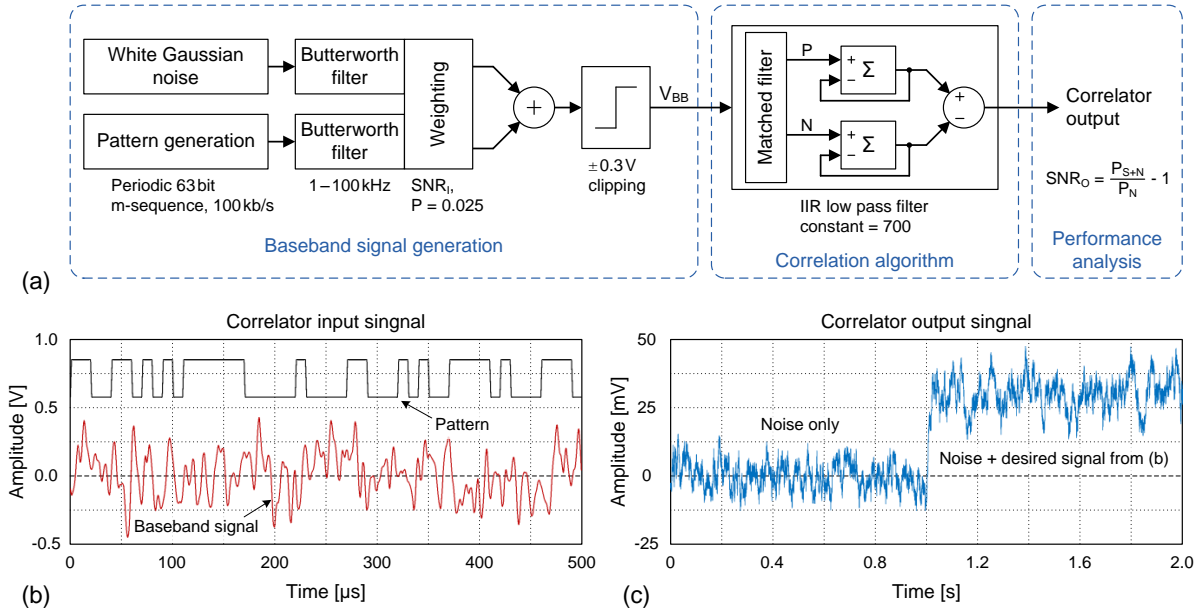 White Gaussian
noise
Butterworth
filter
Weighting
Pattern generation
Butterworth
filter
Periodic 63 bit
m-sequence, 100 kb/s
1 – 100 kHz
SNR_I,
P = 0.025
+
±0.3 V
clipping
V_BB
Baseband signal generation
Matched filter
P
+
−
Σ
N
+
−
Σ
+
−
IIR low pass filter
constant = 700
Correlation algorithm
Correlator
output
SNR_O = P_S+N / P_N - 1
Performance
analysis
(a)
Correlator input singnal
1.0
0.5
0.0
-0.5
Amplitude [V]
Pattern
Baseband signal
0 100 200 300 400 500
Time [µs]
(b)
Correlator output singnal
50
25
0
-25
Amplitude [mV]
Noise only
Noise + desired signal from (b)
0 0.4 0.8 1.2 1.6 2.0
Time [s]
(c)